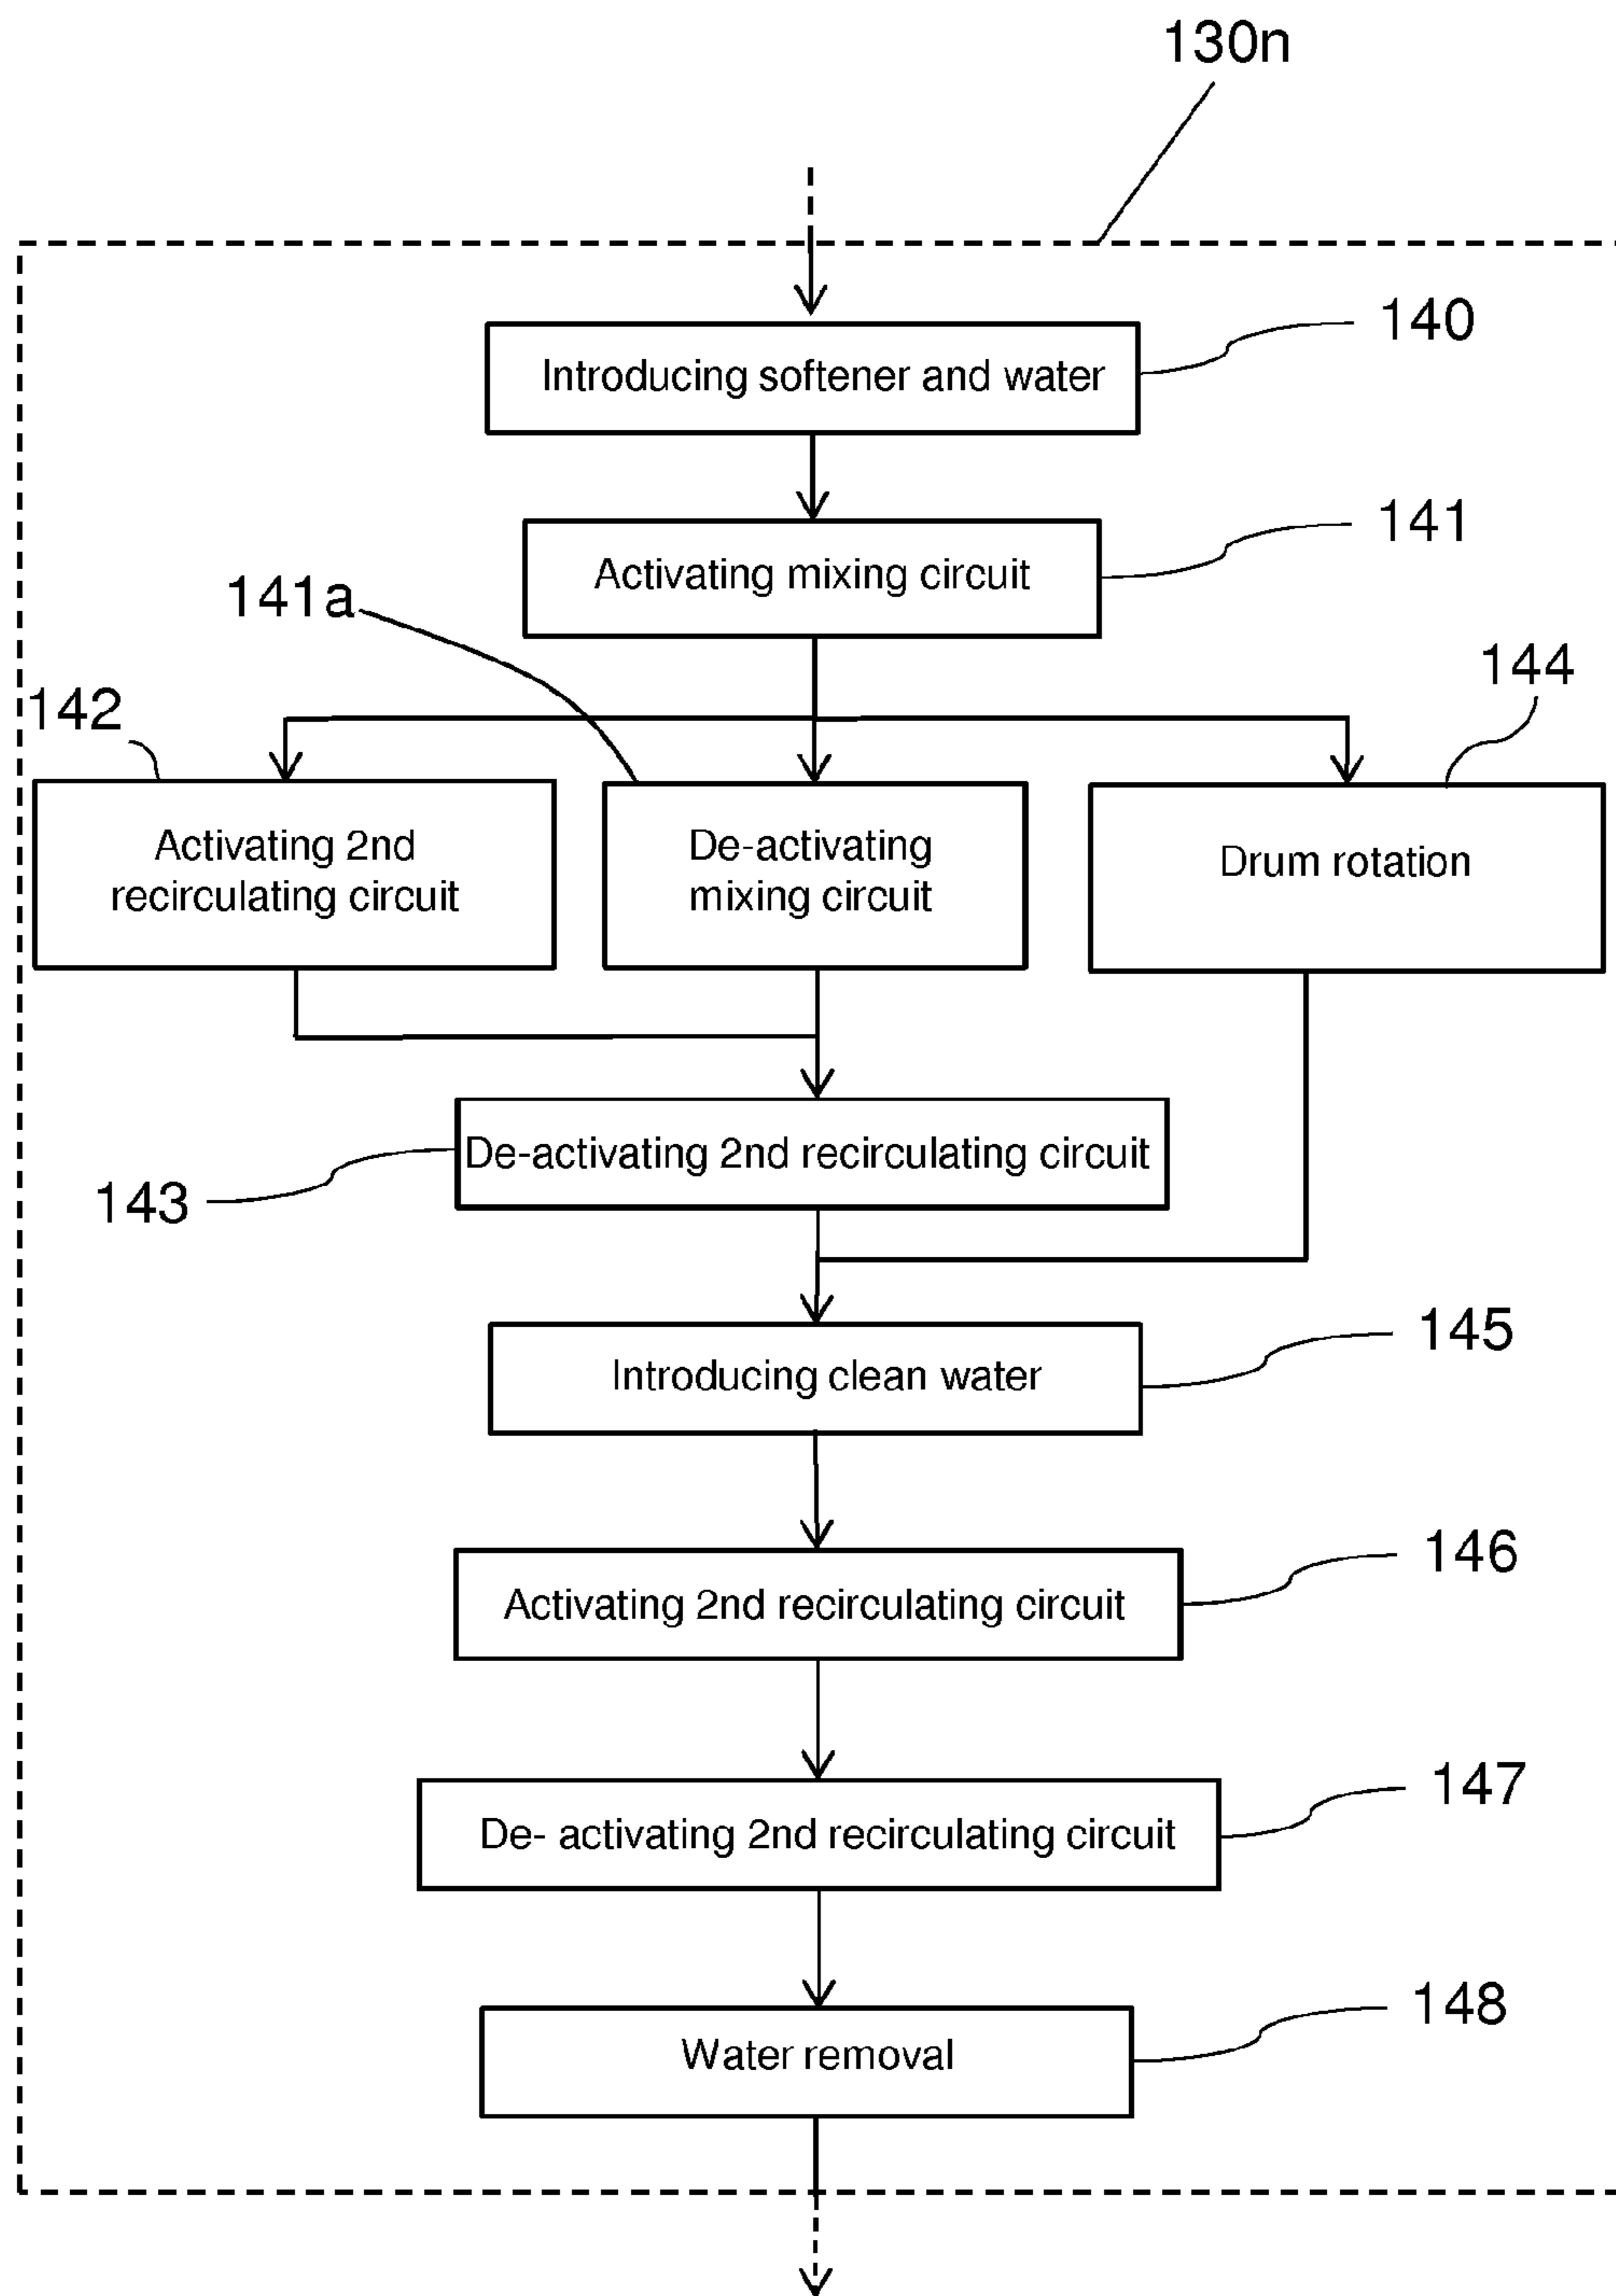 130n
Introducing softener and water
140
Activating mixing circuit
141
141a
142
144
Activating 2nd
recirculating circuit
De-activating
mixing circuit
Drum rotation
De-activating 2nd recirculating circuit
143
Introducing clean water
145
Activating 2nd recirculating circuit
146
De- activating 2nd recirculating circuit
147
Water removal
148